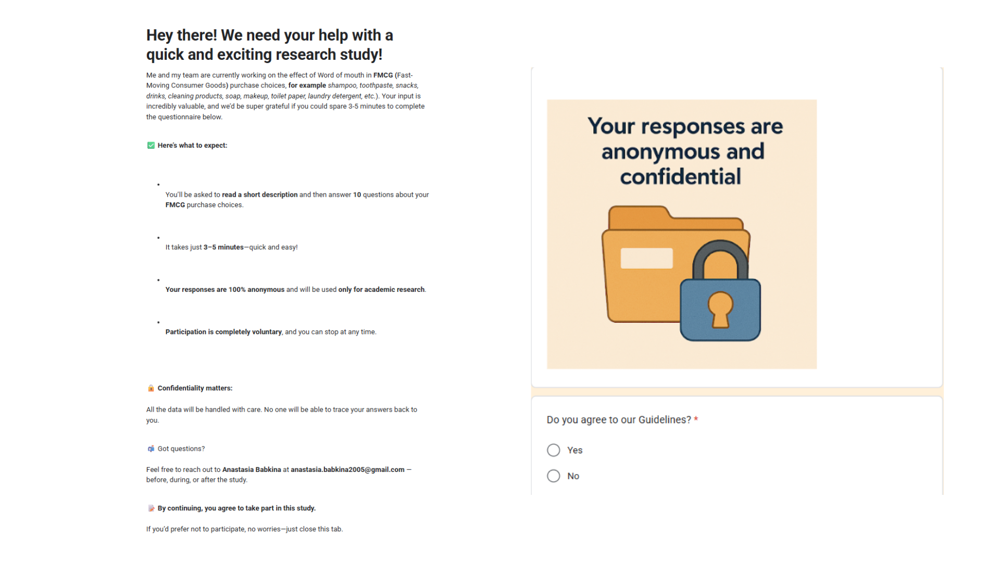 Hey there! We need your help with a
quick and exciting research study!
Me and my team are currently working on the effect of Word of mouth in FMCG (Fast-
Moving Consumer Goods) purchase choices, for example shampoo, toothpaste, snacks,
drinks, cleaning products, soap, makeup, toilet paper, laundry detergent, etc.). Your input is
incredibly valuable, and we'd be super grateful if you could spare 3-5 minutes to complete
the questionnaire below.
✅ Here's what to expect:
•
You'll be asked to read a short description and then answer 10 questions about your
FMCG purchase choices.
•
It takes just 3–5 minutes—quick and easy!
•
Your responses are 100% anonymous and will be used only for academic research.
•
Participation is completely voluntary, and you can stop at any time.
🔒 Confidentiality matters:
All the data will be handled with care. No one will be able to trace your answers back to
you.
📬 Got questions?
Feel free to reach out to Anastasia Babkina at anastasia.babkina2005@gmail.com —
before, during, or after the study.
📝 By continuing, you agree to take part in this study.
If you'd prefer not to participate, no worries—just close this tab.
Your responses are
anonymous and
confidential
Do you agree to our Guidelines? *
Yes
No